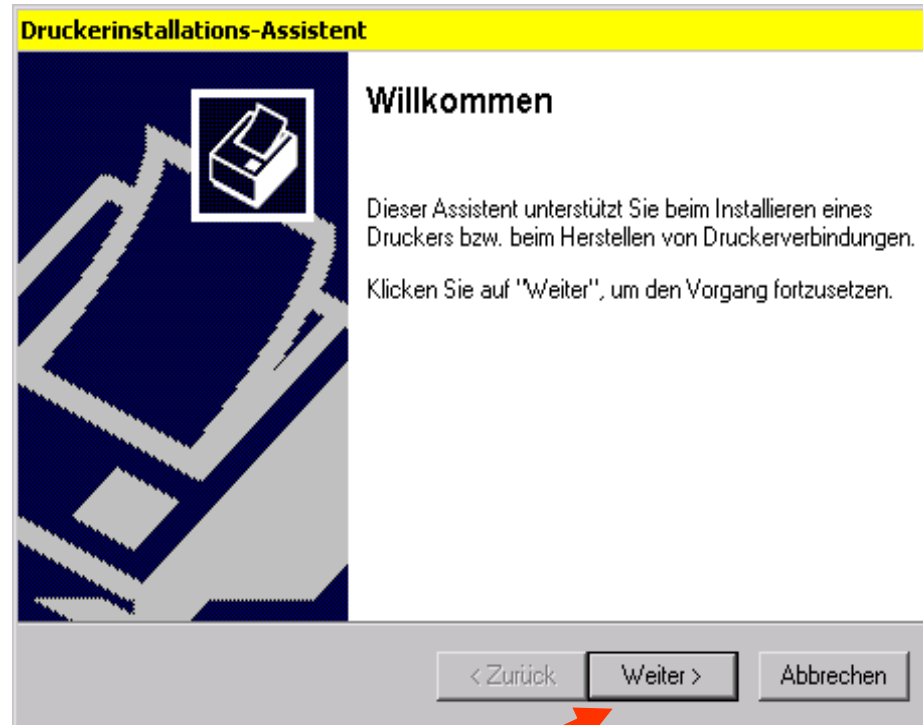 Druckerinstallations-Assistent
Willkommen
Dieser Assistent unterstützt Sie beim Installieren eines
Druckers bzw. beim Herstellen von Druckerverbindungen.
Klicken Sie auf "Weiter", um den Vorgang fortzusetzen.
< Zurück
Weiter >
Abbrechen